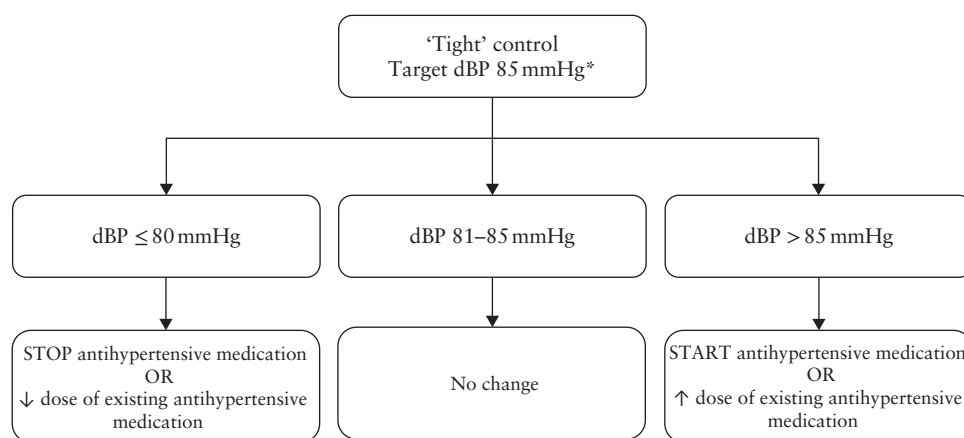 ‘Tight’ control
Target dBP 85 mmHg*
dBP ≤ 80 mmHg
dBP 81–85 mmHg
dBP > 85 mmHg
STOP antihypertensive medication
OR
↓ dose of existing antihypertensive
medication
No change
START antihypertensive medication
OR
↑ dose of existing antihypertensive
medication